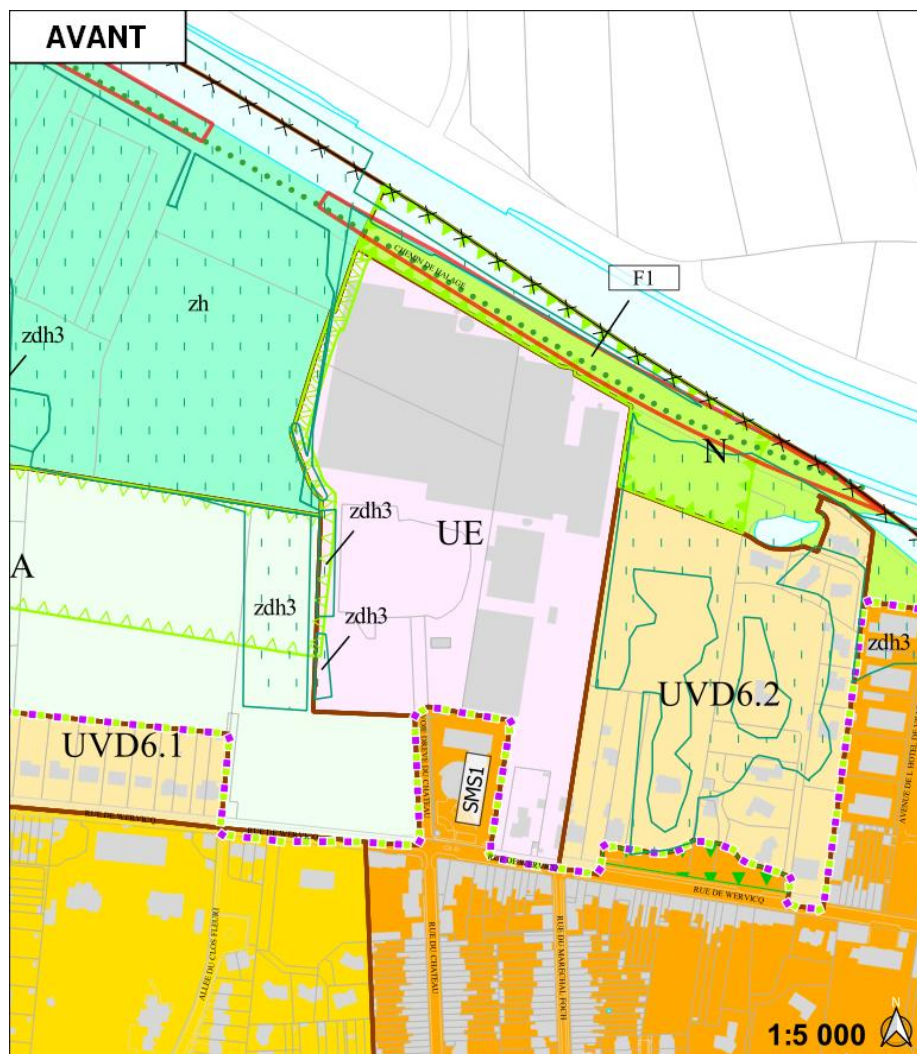 AVANT
CHEMIN DE HALAGE
F1
zh
zdh3
N
zdh3
UE
A
zdh3
zdh3
zdh3
UVD6.2
UVD6.1
VOIE DREVE DU CHATEAU
SMS1
AVENUE DE L HOTEL DE
RUE DE WERVICQ
RUE DE WERVICQ
RUE DE WERVICQ
RUE DE WERVICQ
ALLEE DU CLOS FLEURI
RUE DU CHATEAU
RUE DU MARECHAL FOCH
N
1:5 000